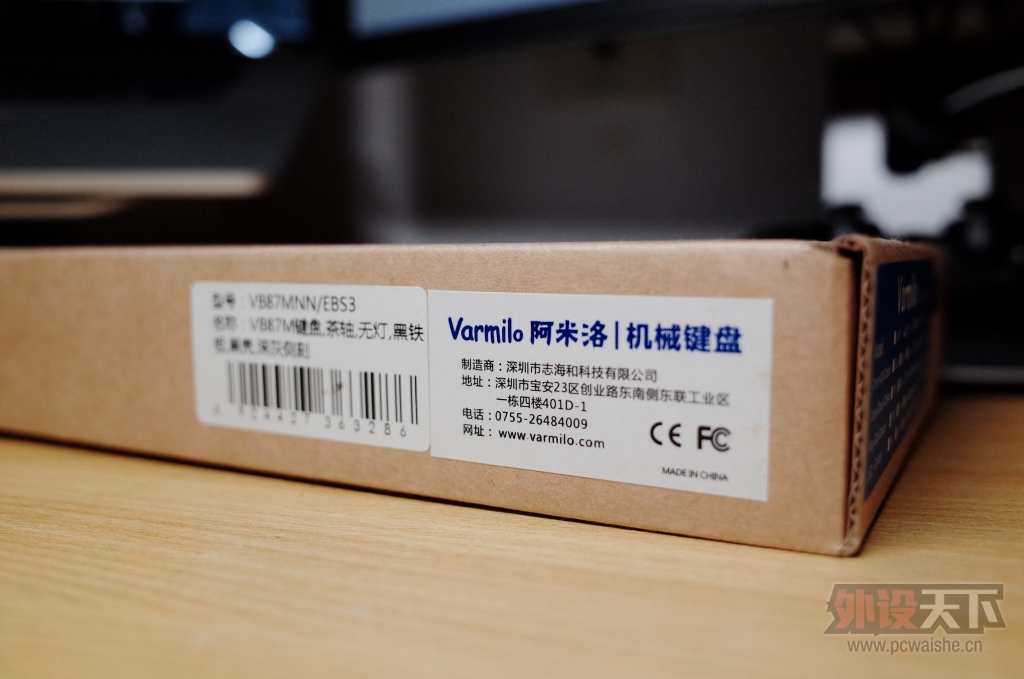 型号：VB87MNN/EBS3
名称：VB87M键盘,茶轴,无灯,黑铁
机,黑壳,深灰侧刻
363286
Varmilo 阿米洛|机械键盘
制造商：深圳市志海和科技有限公司
地址：深圳市宝安23区创业路东南侧东联工业区
一栋四楼401D-1
电话：0755-26484009
网址：www.varmilo.com
CE FC
MADE IN CHINA
Varmilo
外设天下
www.pcwaishe.cn